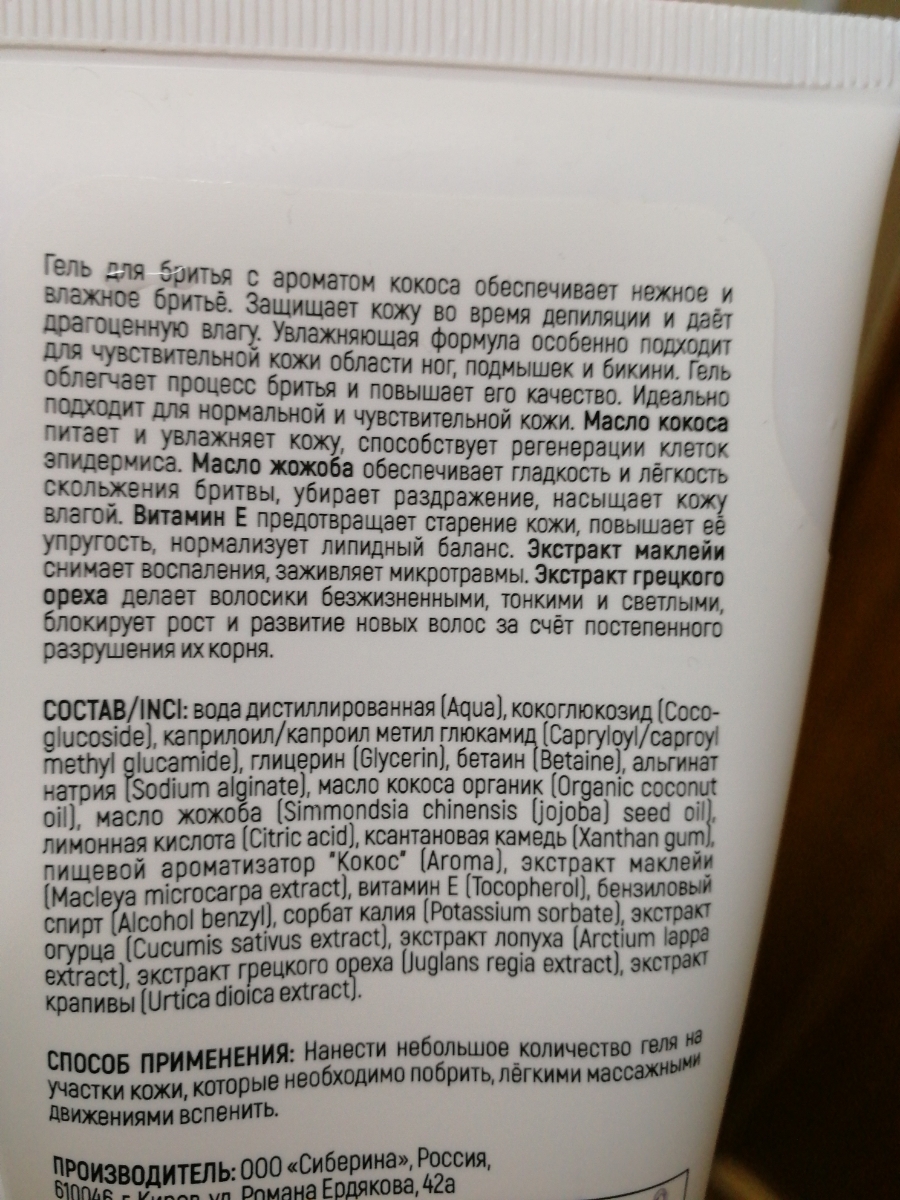 Гель для бритья с ароматом кокоса обеспечивает нежное и
влажное бритьё. Защищает кожу во время депиляции и даёт
драгоценную влагу. Увлажняющая формула особенно подходит
для чувствительной кожи области ног, подмышек и бикини. Гель
облегчает процесс бритья и повышает его качество. Идеально
подходит для нормальной и чувствительной кожи. Масло кокоса
питает и увлажняет кожу, способствует регенерации клеток
эпидермиса. Масло жожоба обеспечивает гладкость и лёгкость
скольжения бритвы, убирает раздражение, насыщает кожу
влагой. Витамин Е предотвращает старение кожи, повышает её
упругость, нормализует липидный баланс. Экстракт маклейи
снимает воспаления, заживляет микротравмы. Экстракт грецкого
ореха делает волосики безжизненными, тонкими и светлыми,
блокирует рост и развитие новых волос за счёт постепенного
разрушения их корня.
СОСТАВ/INCI: вода дистиллированная (Aqua), кокоглюкозид (Coco-
glucoside), каприлоил/капроил метил глюкамид (Capryloyl/caproyl
methyl glucamide), глицерин (Glycerin), бетаин (Betaine), альгинат
натрия (Sodium alginate), масло кокоса органик (Organic coconut
oil), масло жожоба (Simmondsia chinensis (jojoba) seed oil),
лимонная кислота (Citric acid), ксантановая камедь (Xanthan gum),
пищевой ароматизатор "Кокос" (Aroma), экстракт маклейи
(Macleya microcarpa extract), витамин Е (Tocopherol), бензиловый
спирт (Alcohol benzyl), сорбат калия (Potassium sorbate), экстракт
огурца (Cucumis sativus extract), экстракт лопуха (Arctium lappa
extract), экстракт грецкого ореха (Juglans regia extract), экстракт
крапивы (Urtica dioica extract).
СПОСОБ ПРИМЕНЕНИЯ: Нанести небольшое количество геля на
участки кожи, которые необходимо побрить, лёгкими массажными
движениями вспенить.
ПРОИЗВОДИТЕЛЬ: ООО «Сиберина», Россия,
610046, г. Киров, ул. Романа Ердякова, 42а